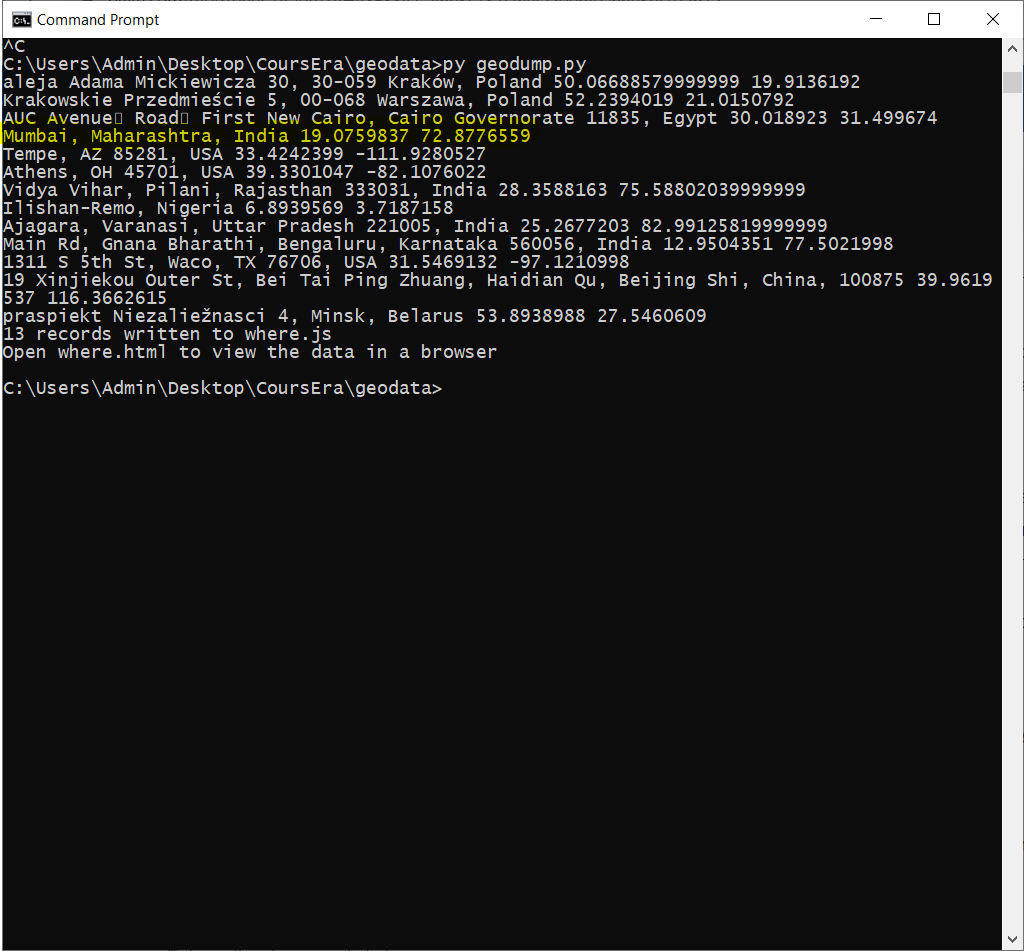 Command Prompt
^C
C:\Users\Admin\Desktop\CoursEra\geodata>py geodump.py
aleja Adama Mickiewicza 30, 30-059 Kraków, Poland 50.06688579999999 19.9136192
Krakowskie Przedmieście 5, 00-068 Warszawa, Poland 52.2394019 21.0150792
AUC Avenue Road First New Cairo, Cairo Governorate 11835, Egypt 30.018923 31.499674
Mumbai, Maharashtra, India 19.0759837 72.8776559
Tempe, AZ 85281, USA 33.4242399 -111.9280527
Athens, OH 45701, USA 39.3301047 -82.1076022
Vidya Vihar, Pilani, Rajasthan 333031, India 28.3588163 75.58802039999999
Ilishan-Remo, Nigeria 6.8939569 3.7187158
Ajagara, Varanasi, Uttar Pradesh 221005, India 25.2677203 82.99125819999999
Main Rd, Gnana Bharathi, Bengaluru, Karnataka 560056, India 12.9504351 77.5021998
1311 S 5th St, Waco, TX 76706, USA 31.5469132 -97.1210998
19 Xinjiekou Outer St, Bei Tai Ping Zhuang, Haidian Qu, Beijing Shi, China, 100875 39.9619
537 116.3662615
praspiekt Niezaliežnasci 4, Minsk, Belarus 53.8938988 27.5460609
13 records written to where.js
Open where.html to view the data in a browser
C:\Users\Admin\Desktop\CoursEra\geodata>